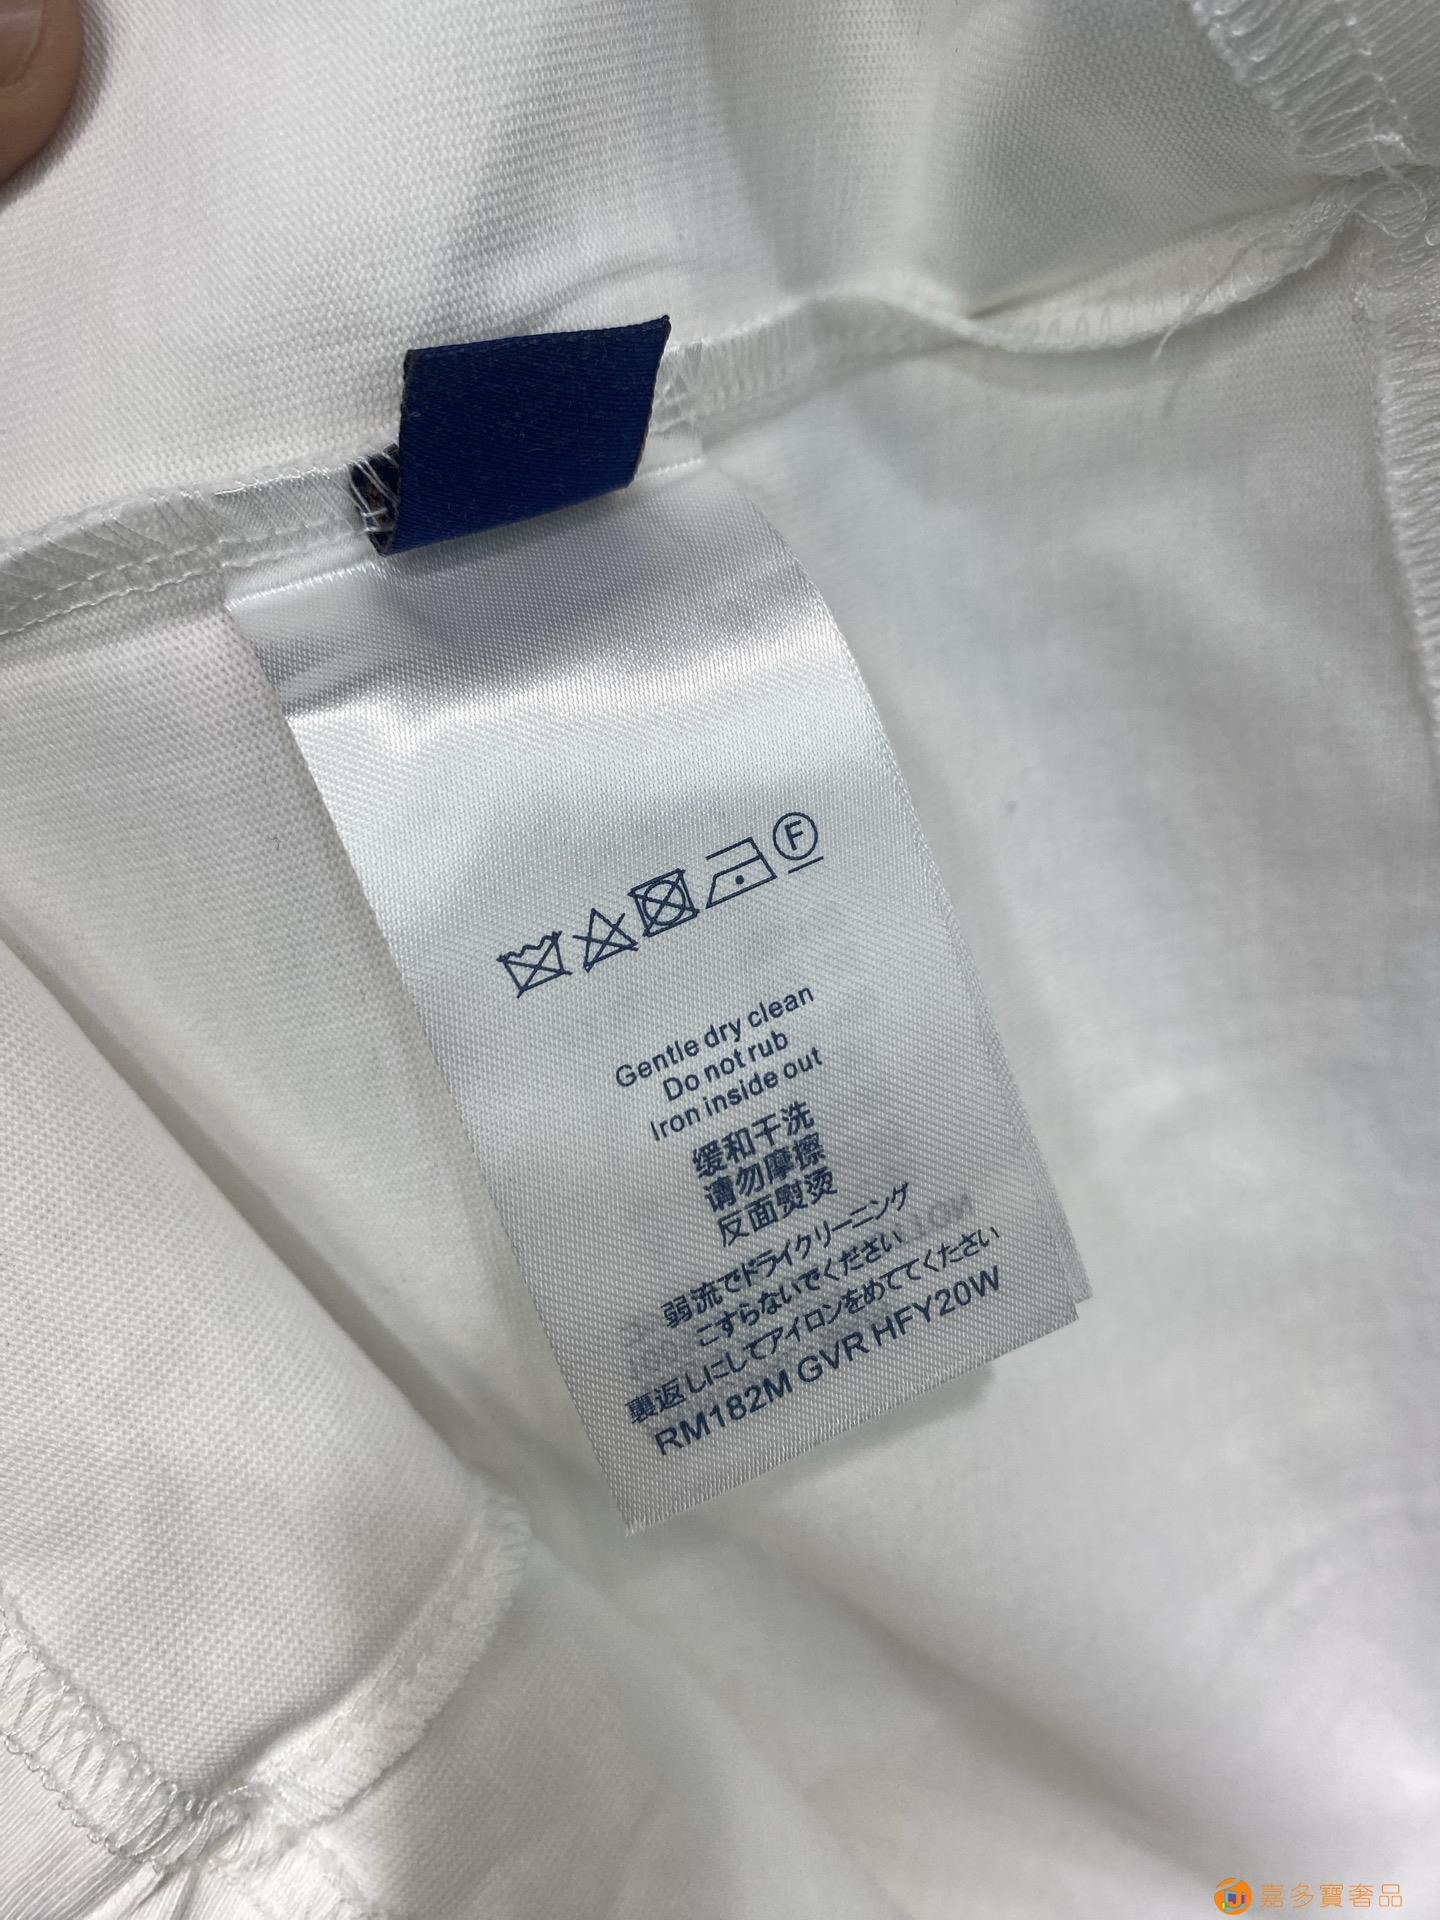 F
Gentle dry clean
Do not rub
Iron inside out
缓和干洗
请勿摩擦
反面熨烫
弱流でドライクリーニング
こすらないでください
裏返しにしてアイロンをめててくたさい
RM182M GVR HFY20W
嘉多寶奢品